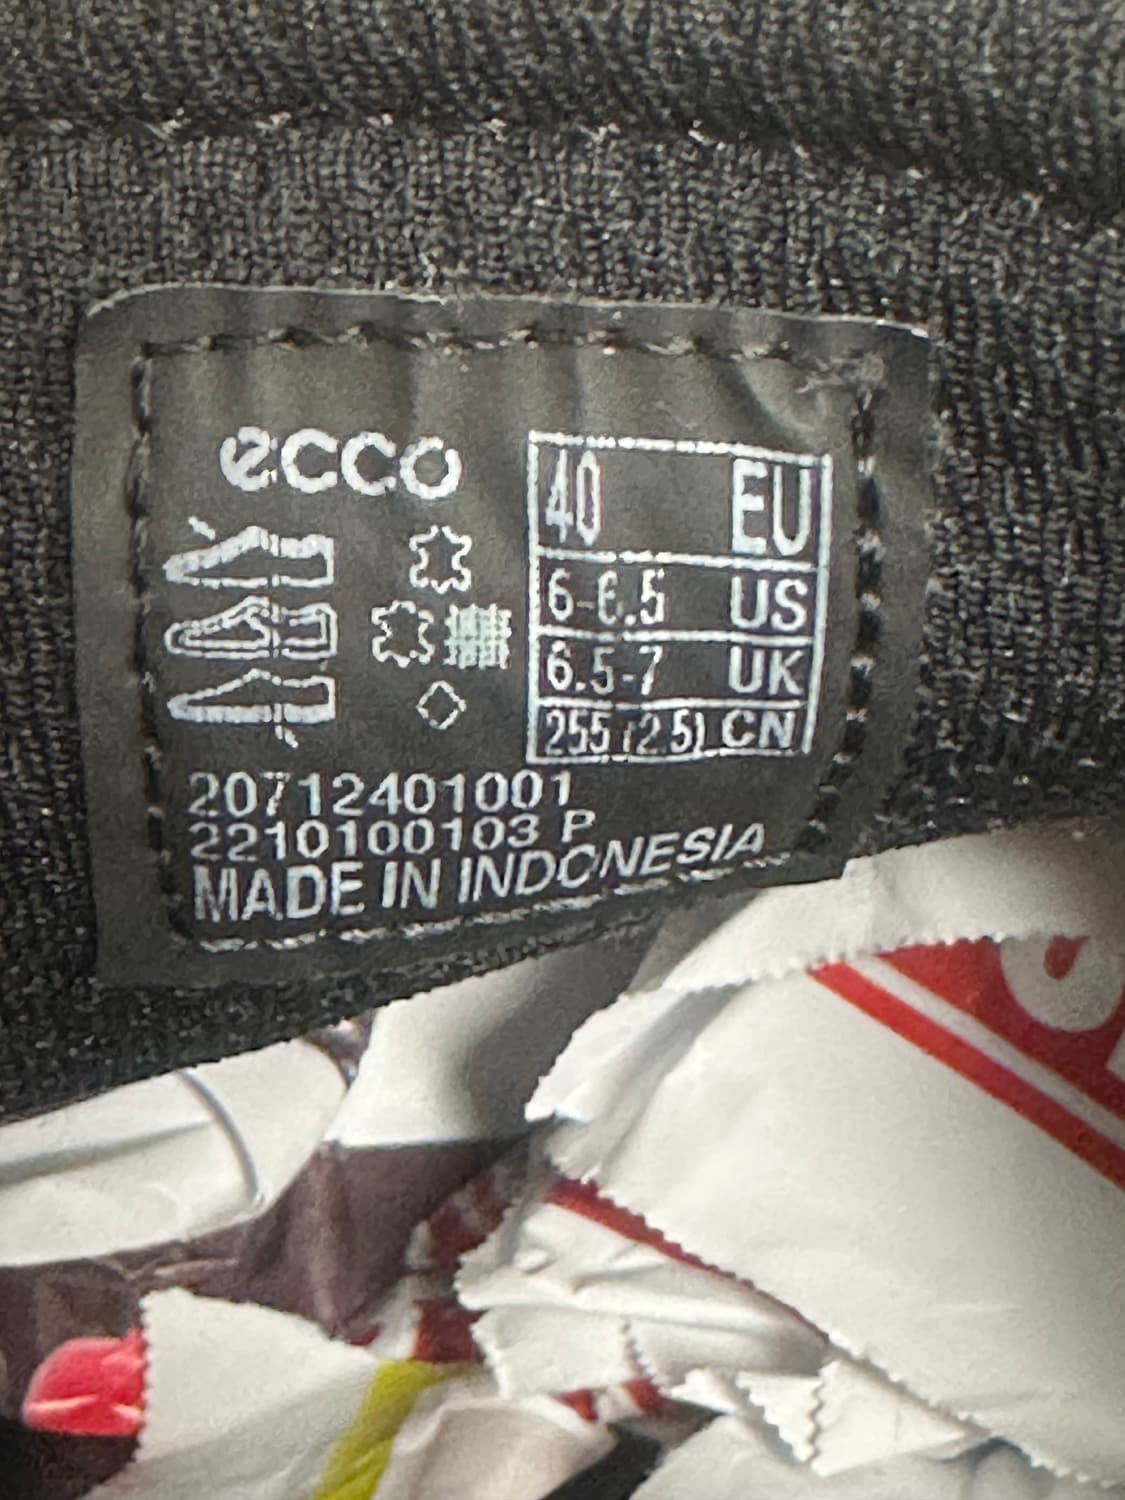 ecco
40 EU
6-6.5 US
6.5-7 UK
255 (2.5) CN
20712401001
2210100103 P
MADE IN INDONESIA